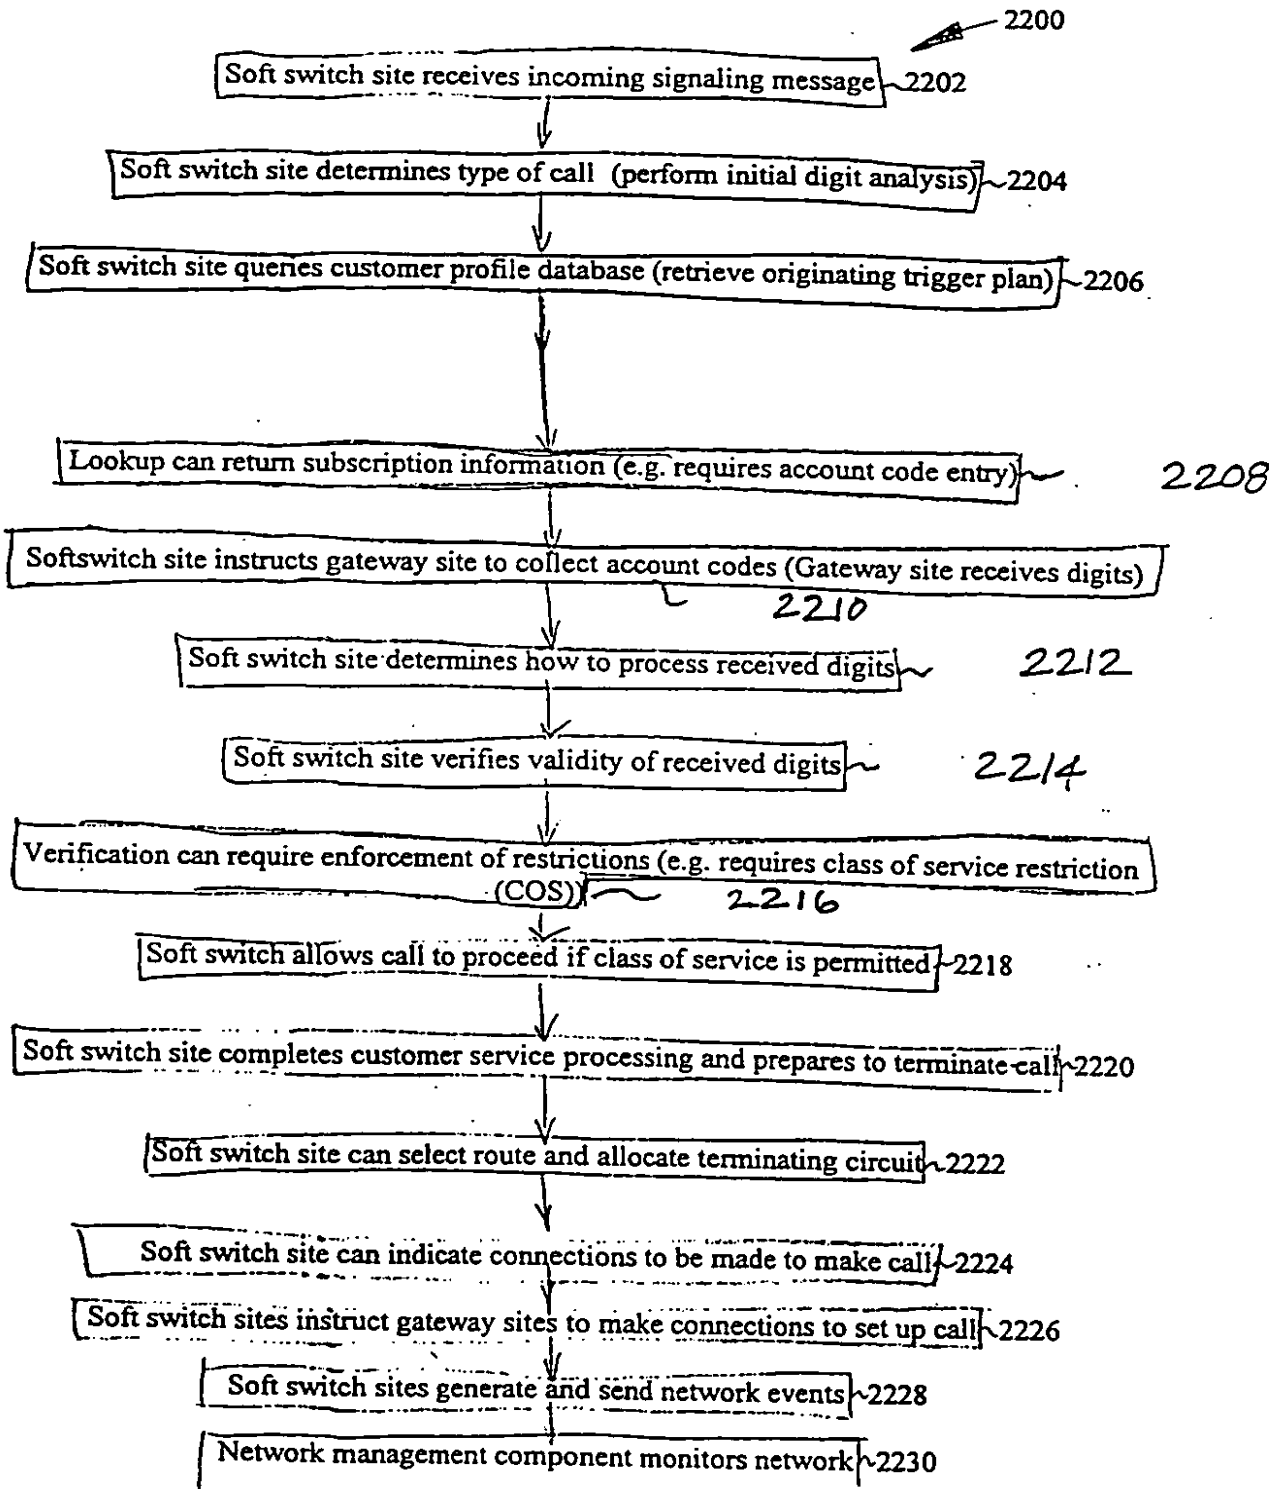 2200
Soft switch site receives incoming signaling message 2202
Soft switch site determines type of call (perform initial digit analysis) 2204
Soft switch site queries customer profile database (retrieve originating trigger plan) 2206
Lookup can return subscription information (e.g. requires account code entry) 2208
Softswitch site instructs gateway site to collect account codes (Gateway site receives digits)
2210
Soft switch site determines how to process received digits 2212
Soft switch site verifies validity of received digits 2214
Verification can require enforcement of restrictions (e.g. requires class of service restriction
(COS)) 2216
Soft switch allows call to proceed if class of service is permitted 2218
Soft switch site completes customer service processing and prepares to terminate call 2220
Soft switch site can select route and allocate terminating circuit 2222
Soft switch site can indicate connections to be made to make call 2224
Soft switch sites instruct gateway sites to make connections to set up call 2226
Soft switch sites generate and send network events 2228
Network management component monitors network 2230